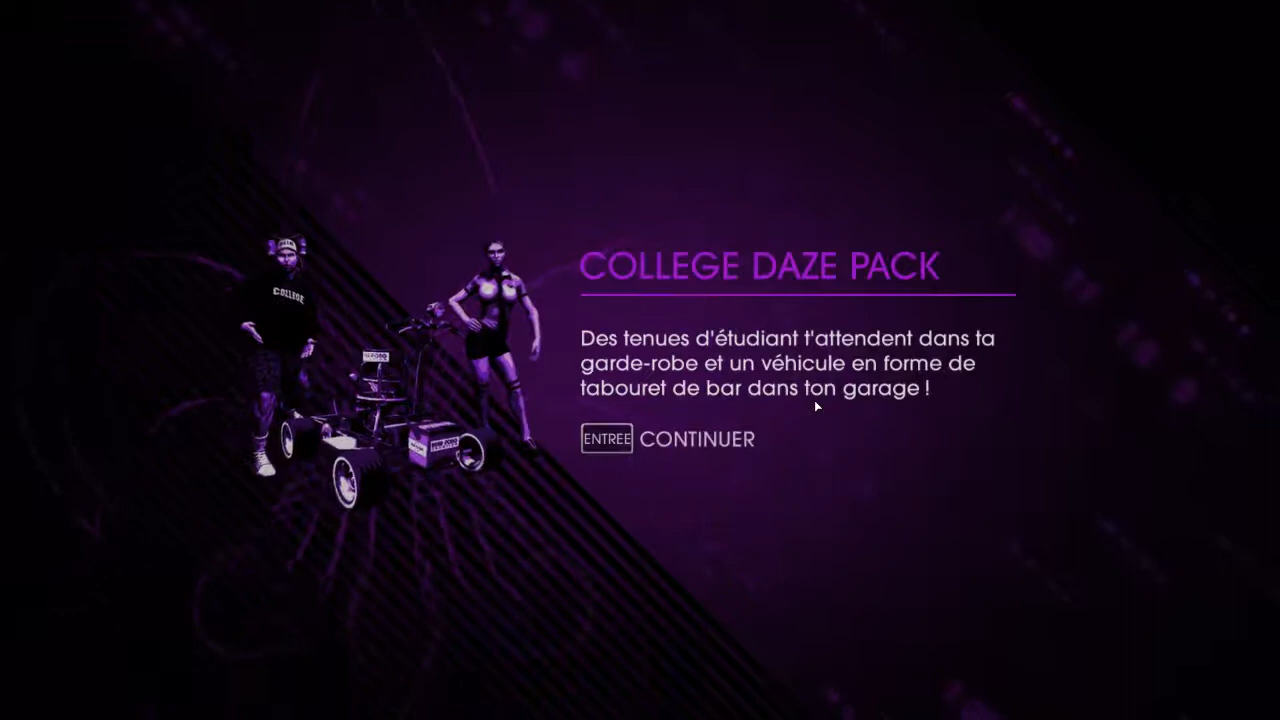 COLLEGE DAZE PACK
Des tenues d'étudiant t'attendent dans ta
garde-robe et un véhicule en forme de
tabouret de bar dans ton garage !
ENTREE CONTINUER
COLLEGE